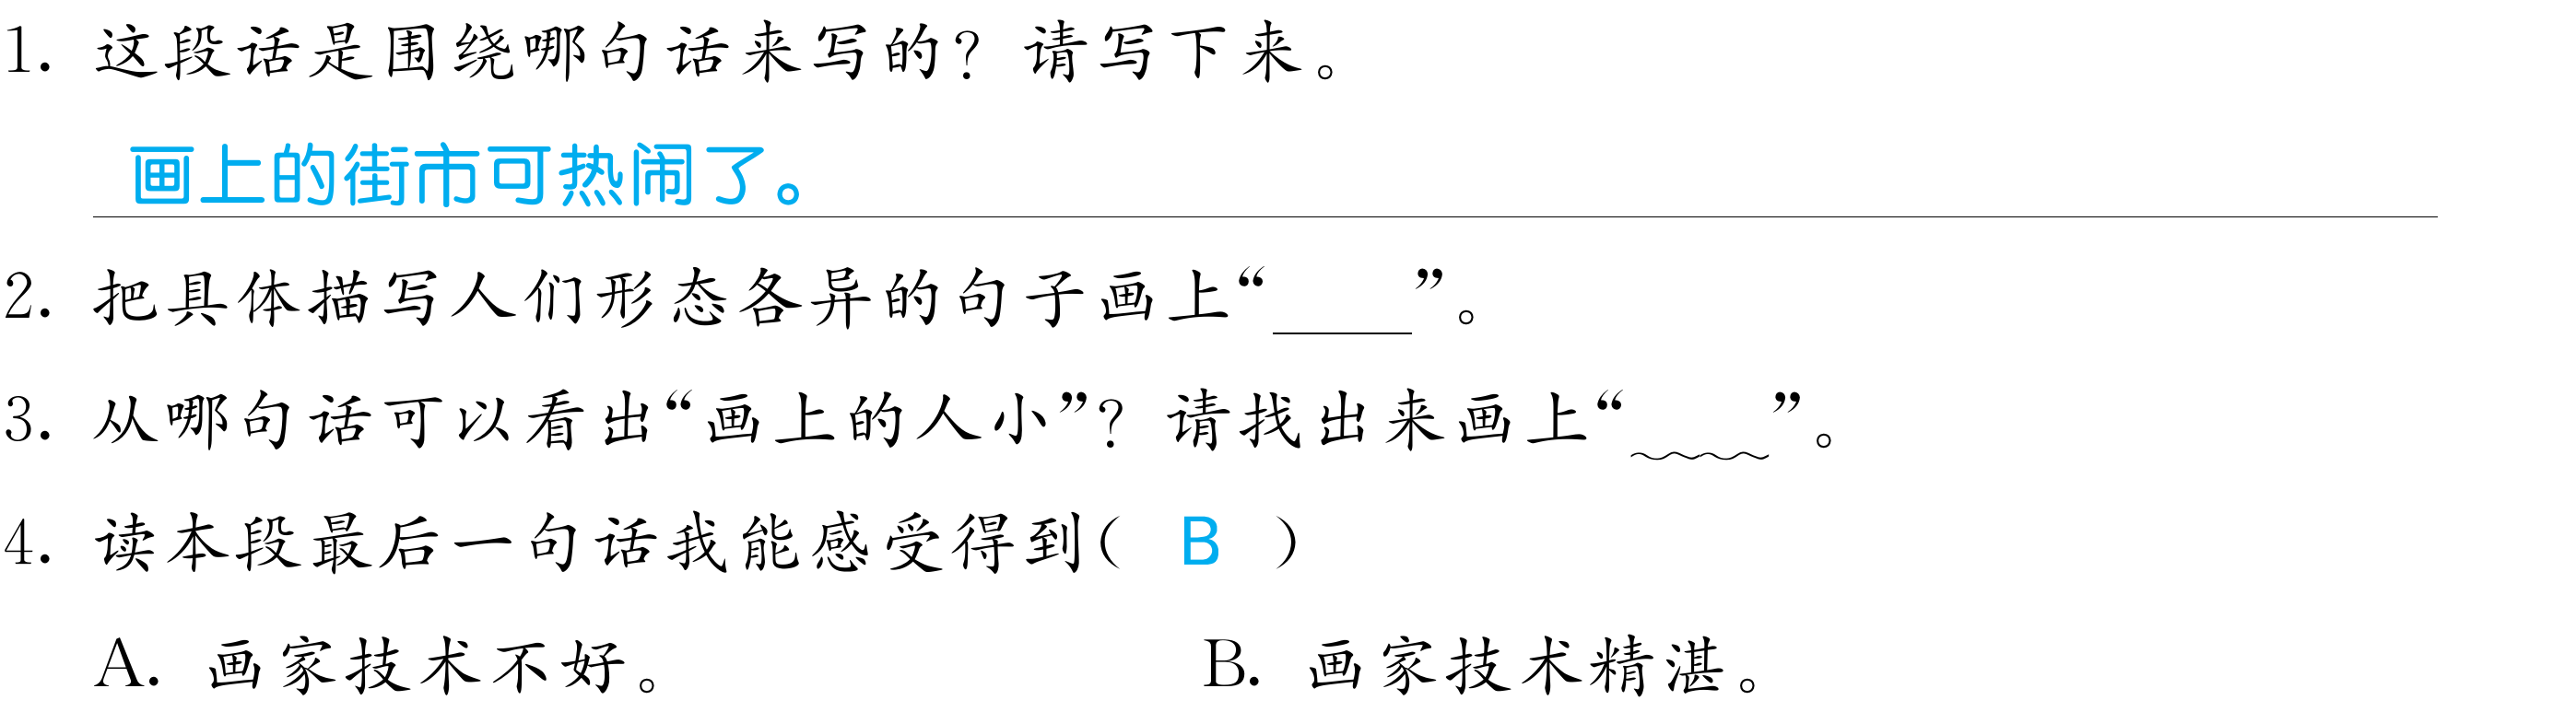 1. 这段话是围绕哪句话来写的？请写下来。
画上的街市可热闹了。
2. 把具体描写人们形态各异的句子画上“____”。
3. 从哪句话可以看出“画上的人小”？请找出来画上“﹏﹏”。
4. 读本段最后一句话我能感受得到( B )
A. 画家技术不好。 B. 画家技术精湛。